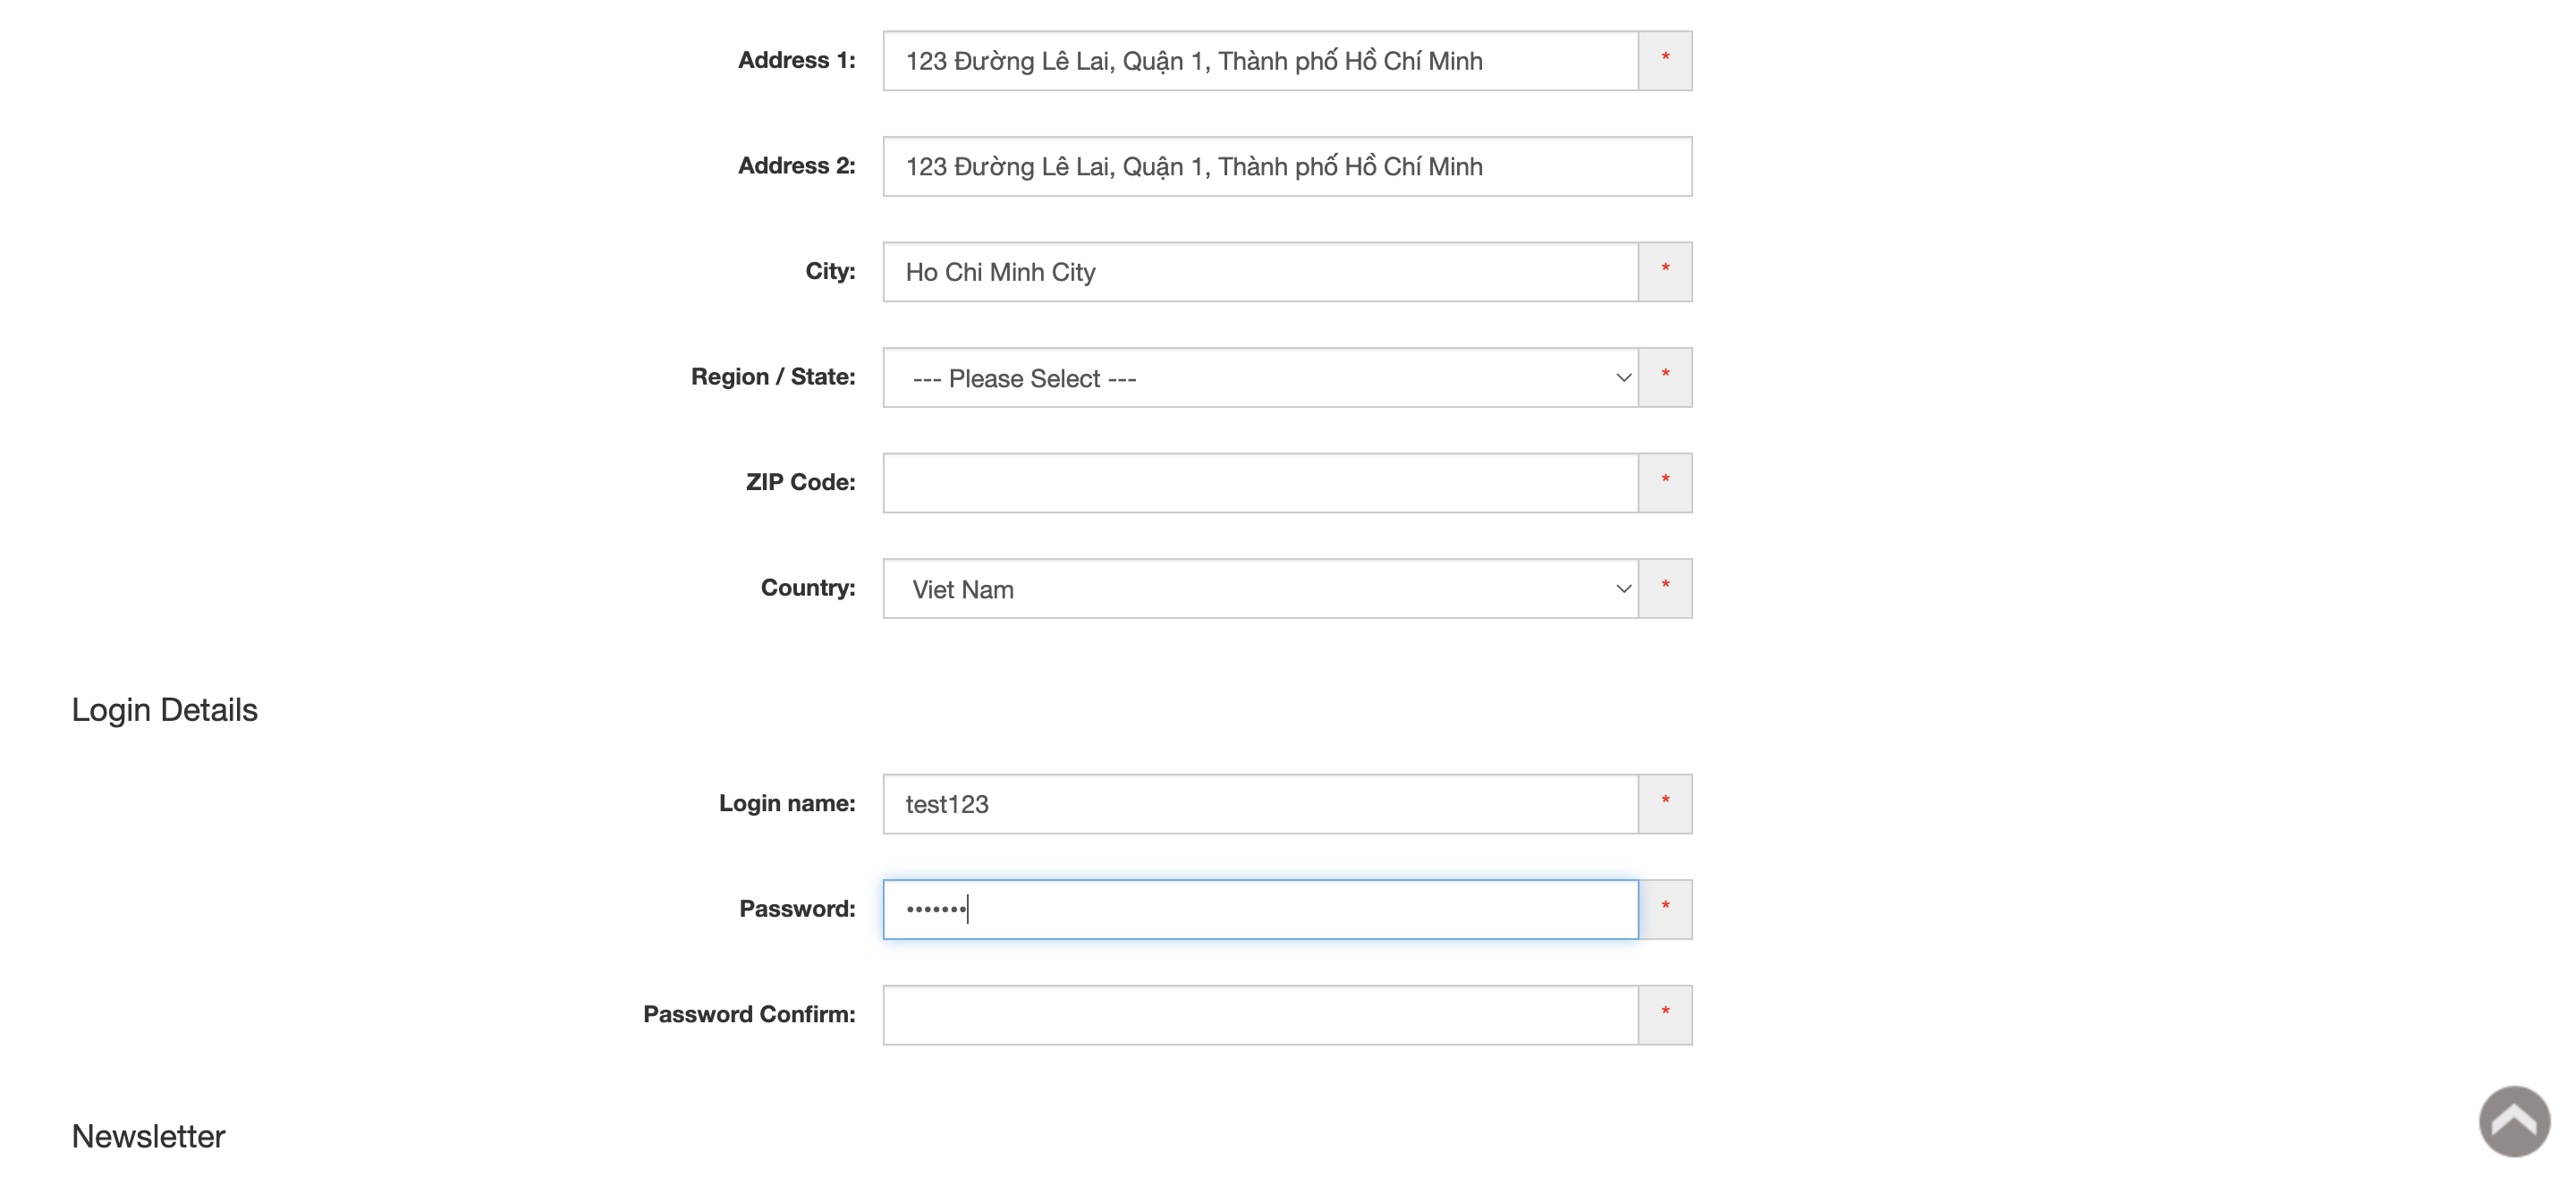 Address 1: 123 Đường Lê Lai, Quận 1, Thành phố Hồ Chí Minh *
Address 2: 123 Đường Lê Lai, Quận 1, Thành phố Hồ Chí Minh
City: Ho Chi Minh City *
Region / State: --- Please Select --- *
ZIP Code: *
Country: Viet Nam *
Login Details
Login name: test123 *
Password: ••••••• *
Password Confirm: *
Newsletter